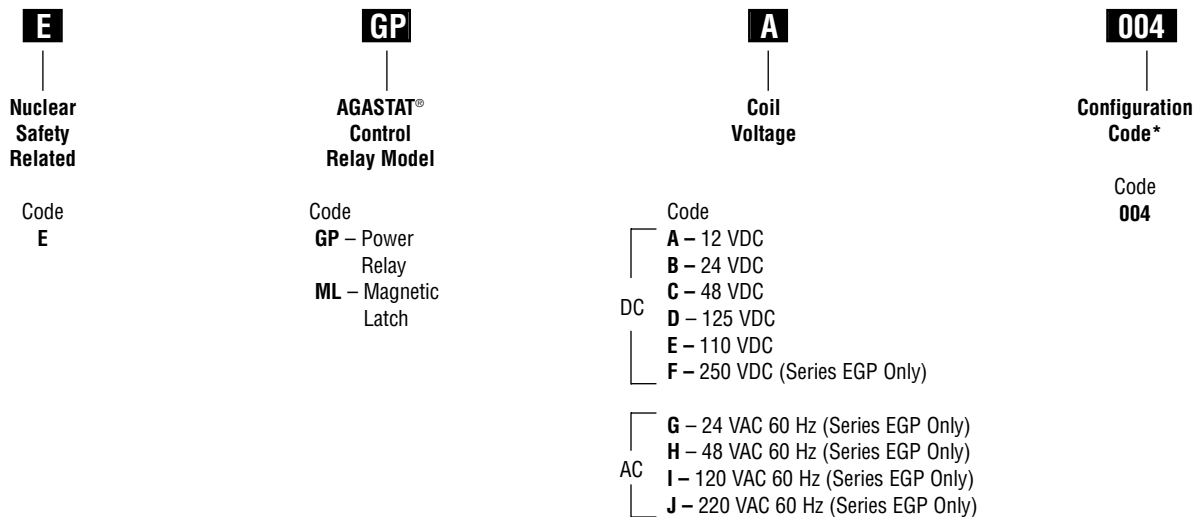 E
GP
A
004
Nuclear
Safety
Related
AGASTAT®
Control
Relay Model
Coil
Voltage
Configuration
Code*
Code
E
Code
GP – Power
Relay
ML – Magnetic
Latch
Code
DC
A – 12 VDC
B – 24 VDC
C – 48 VDC
D – 125 VDC
E – 110 VDC
F – 250 VDC (Series EGP Only)
AC
G – 24 VAC 60 Hz (Series EGP Only)
H – 48 VAC 60 Hz (Series EGP Only)
I – 120 VAC 60 Hz (Series EGP Only)
J – 220 VAC 60 Hz (Series EGP Only)
Code
004